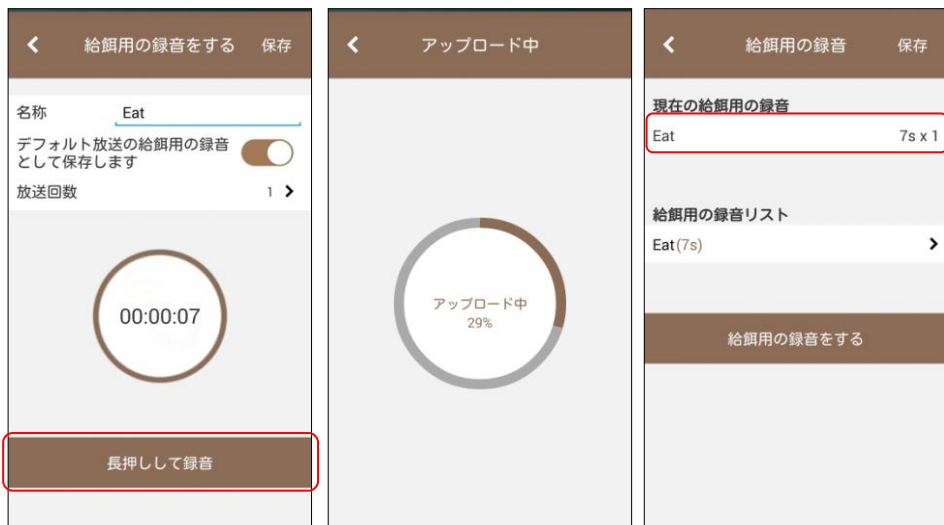 給餌用の録音をする 保存
名称 Eat
デフォルト放送の給餌用の録音
として保存します
放送回数 1
00:00:07
長押しして録音
アップロード中
アップロード中
29%
給餌用の録音 保存
現在の給餌用の録音
Eat 7s x 1
給餌用の録音リスト
Eat(7s)
給餌用の録音をする